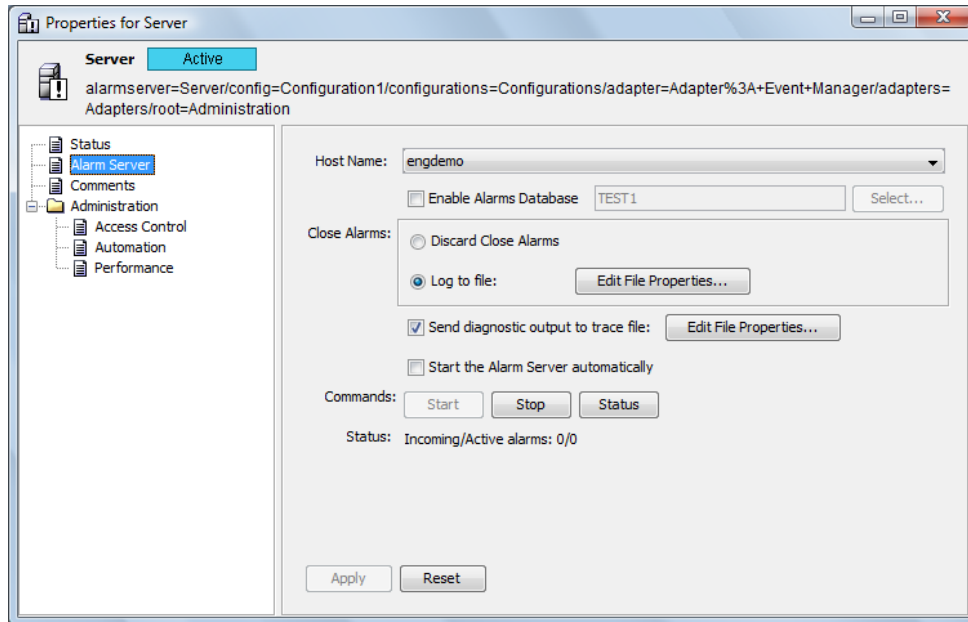 Properties for Server
Server Active
alarmserver=Server/config=Configuration1/configurations=Configurations/adapter=Adapter%3A+Event+Manager/adapters=
Adapters/root=Administration
Status
Alarm Server
Comments
Administration
Access Control
Automation
Performance
Host Name: engdemo
Enable Alarms Database TEST1 Select...
Close Alarms:
Discard Close Alarms
Log to file: Edit File Properties...
Send diagnostic output to trace file: Edit File Properties...
Start the Alarm Server automatically
Commands: Start Stop Status
Status: Incoming/Active alarms: 0/0
Apply Reset